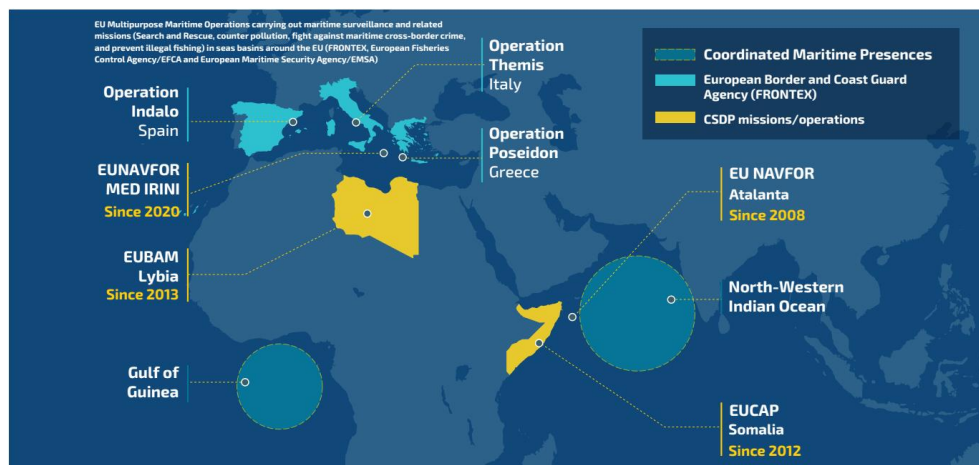 EU Multipurpose Maritime Operations carrying out maritime surveillance and related
missions (Search and Rescue, counter pollution, fight against maritime cross-border crime,
and prevent illegal fishing) in seas basins around the EU (FRONTEX, European Fisheries
Control Agency/EFCA and European Maritime Security Agency/EMSA)
Operation
Themis
Italy
Coordinated Maritime Presences
European Border and Coast Guard
Agency (FRONTEX)
CSDP missions/operations
Operation
Indalo
Spain
Operation
Poseidon
Greece
EUNAVFOR
MED IRINI
Since 2020
EU NAVFOR
Atalanta
Since 2008
EUBAM
Lybia
Since 2013
North-Western
Indian Ocean
Gulf of
Guinea
EUCAP
Somalia
Since 2012